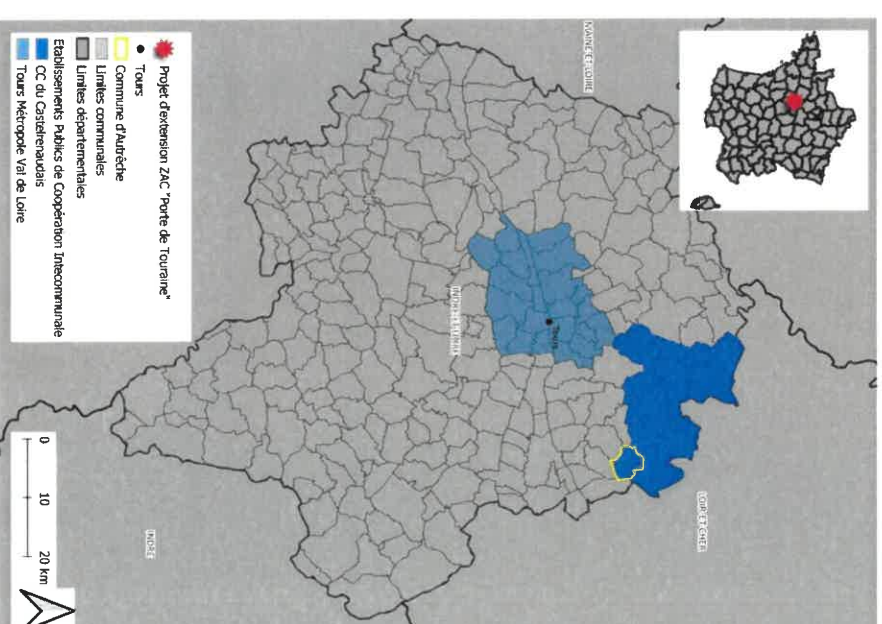 MAINE-ET-LOIRE
LOIR-ET-CHER
Tours
INDRE-ET-LOIRE
INDRE
Projet d'extension ZAC "Porte de Touraine"
Tours
Commune d'Autrèche
Limites communales
Limites départementales
Etablissements Publics de Coopération Intecommunale
CC du Castelrenaudais
Tours Métropole Val de Loire
0 10 20 km